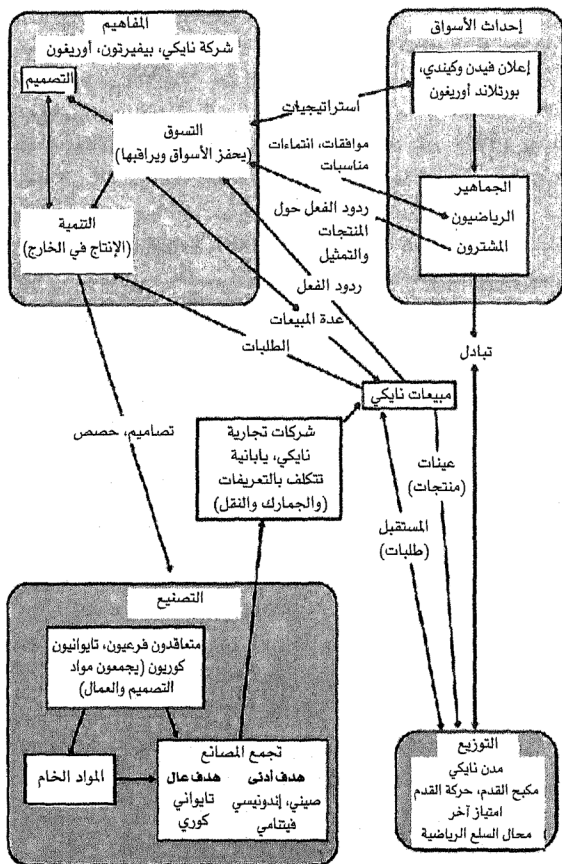 المفاهيم
شركة نايكي، بيفيرتون، أوريغون
التصميم
التسوق
(يحفز الأسواق ويراقبها)
التنمية
(الإنتاج في الخارج)
إحداث الأسواق
إعلان فيدن وكيندي،
بورتلاند أوريغون
الجماهير
الرياضيون
المشترون
استراتيجيات
موافقات، انتماءات
مناسبات
ردود الفعل حول
المنتجات
والتمثيل
ردود الفعل
عدة المبيعات
الطلبات
تبادل
مبيعات نايكي
تصاميم، حصص
شركات تجارية
نايكي، يابانية
تتكلف بالتعريفات
(والجمارك والنقل)
عينات
(منتجات)
المستقبل
(طلبات)
التصنيع
متعاقدون فرعيون، تايوانيون
كوريون (يجمعون مواد
التصميم والعمال)
المواد الخام
تجمع المصانع
هدف أدنى هدف عال
صيني، إندونيسي تايواني
فيتنامي كوري
التوزيع
مدن نايكي
مكبح القدم، حركة القدم
امتياز آخر
محال السلع الرياضية